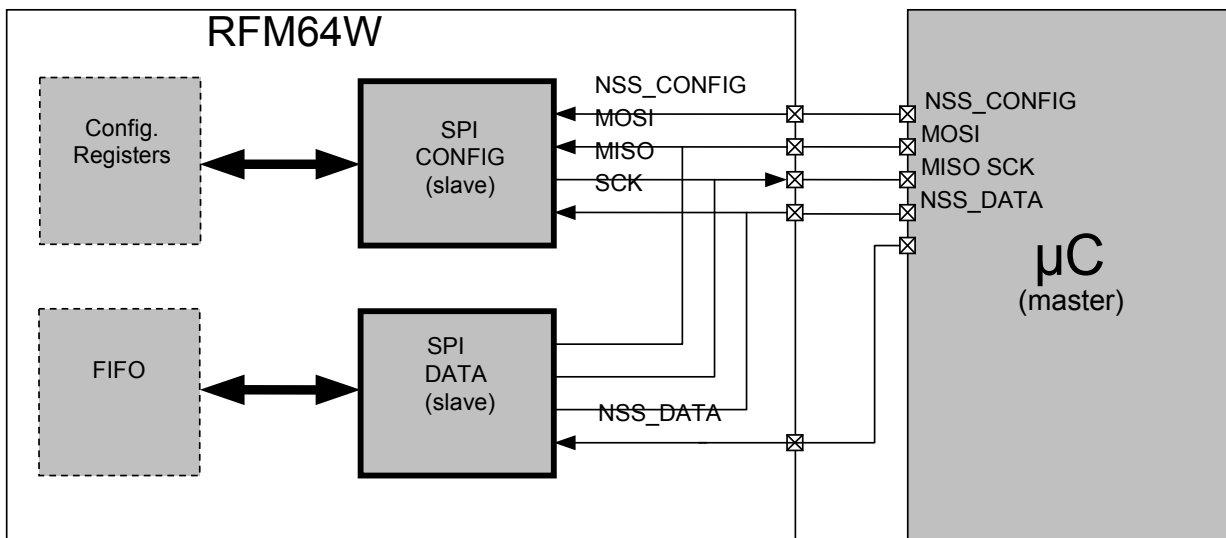 RFM64W
Config.
Registers
SPI
CONFIG
(slave)
NSS_CONFIG
MOSI
MISO
SCK
NSS_CONFIG
MOSI
MISO SCK
NSS_DATA
µC
(master)
FIFO
SPI
DATA
(slave)
NSS_DATA